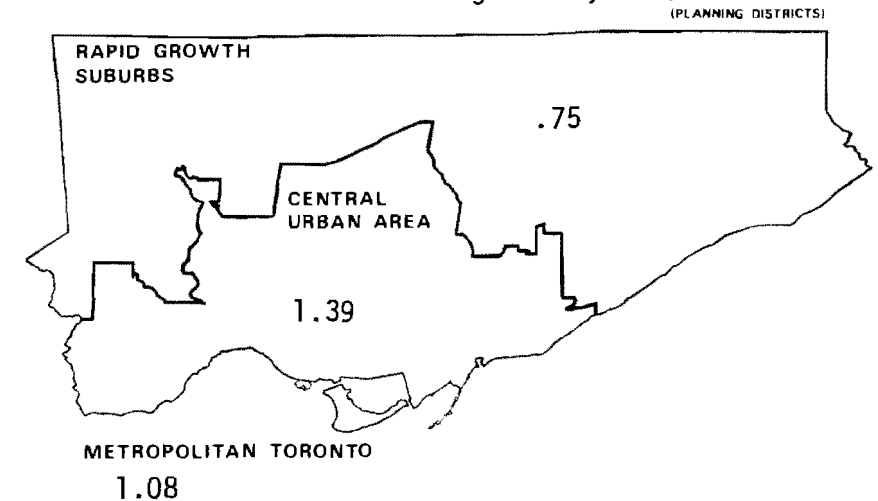 (PLANNING DISTRICTS)
RAPID GROWTH
SUBURBS
.75
CENTRAL
URBAN AREA
1.39
METROPOLITAN TORONTO
1.08